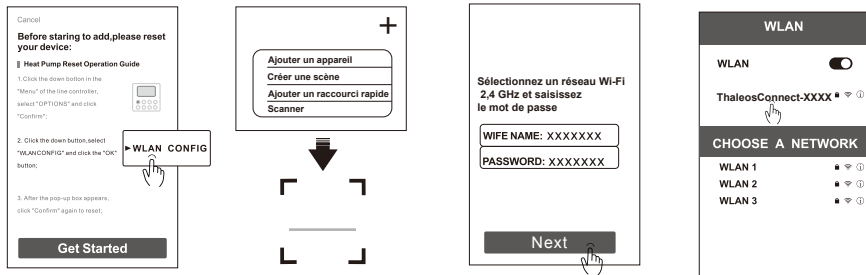 Cancel
Before staring to add,please reset
your device:
Heat Pump Reset Operation Guide
1.Click the down botton in the
"Menu" of the line controller,
select "OPTIONS" and click
"Confirm";
2. Click the down button,select
"WLANCONFIG" and click the "OK"
button;
WLAN CONFIG
3. After the pop-up box appears,
click "Confirm" again to reset;
Get Started
Ajouter un appareil
Créer une scène
Ajouter un raccourci rapide
Scanner
Sélectionnez un réseau Wi-Fi
2,4 GHz et saisissez
le mot de passe
WIFE NAME: XXXXXXX
PASSWORD: XXXXXXX
Next
WLAN
WLAN
ThaleosConnect-XXXX
CHOOSE A NETWORK
WLAN 1
WLAN 2
WLAN 3